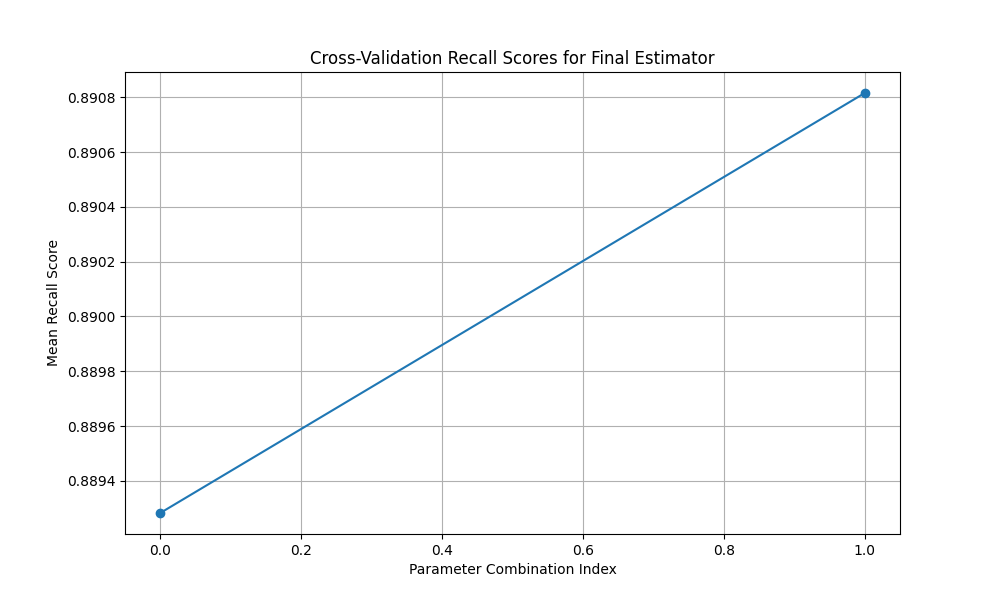 Cross-Validation Recall Scores for Final Estimator
0.8908
0.8906
0.8904
0.8902
0.8900
0.8898
0.8896
0.8894
Mean Recall Score
0.0 0.2 0.4 0.6 0.8 1.0
Parameter Combination Index